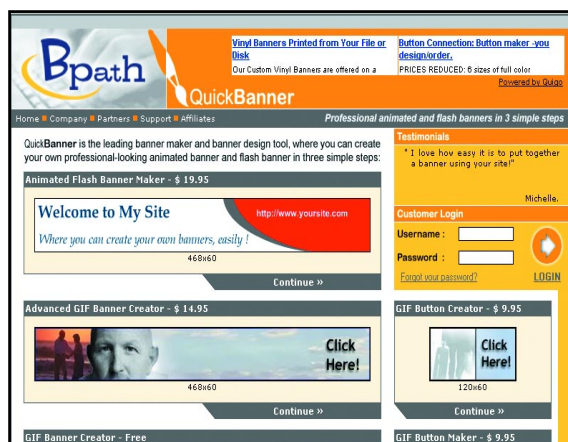 Bpath
QuickBanner
Vinyl Banners Printed from Your File or
Disk
Our Custom Vinyl Banners are offered on a
Button Connection: Button maker -you
design/order.
PRICES REDUCED: 6 sizes of full color
Powered by Quigo
Home Company Partners Support Affiliates
Professional animated and flash banners in 3 simple steps
QuickBanner is the leading banner maker and banner design tool, where you can create
your own professional-looking animated banner and flash banner in three simple steps:
Animated Flash Banner Maker - $ 19.95
Welcome to My Site
http://www.yoursite.com
Where you can create your own banners, easily !
468x60
Continue »
Testimonials
" I love how easy it is to put together
a banner using your site!"
Michelle.
Customer Login
Username :
Password :
Forgot your password?
LOGIN
Advanced GIF Banner Creator - $ 14.95
Click
Here!
468x60
Continue »
GIF Button Creator - $ 9.95
Click
Here!
120x60
Continue »
GIF Banner Creator - Free
GIF Button Maker - $ 9.95